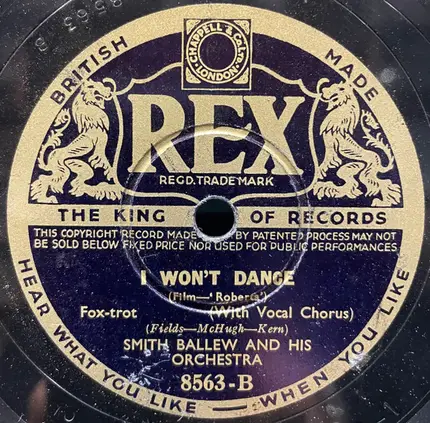 8563 B
CHAPPELL & CO. LTD.
LONDON.
BRITISH MADE
REX
REGD. TRADE MARK
THE KING OF RECORDS
THIS COPYRIGHT RECORD MADE BY PATENTED PROCESS MAY NOT
BE SOLD BELOW FIXED PRICE NOR USED FOR PUBLIC PERFORMANCES
I WON'T DANCE
(Film—'Roberta')
Fox-trot (With Vocal Chorus)
(Fields—McHugh—Kern)
SMITH BALLEW AND HIS
ORCHESTRA
8563-B
HEAR WHAT YOU LIKE — WHEN YOU LIKE